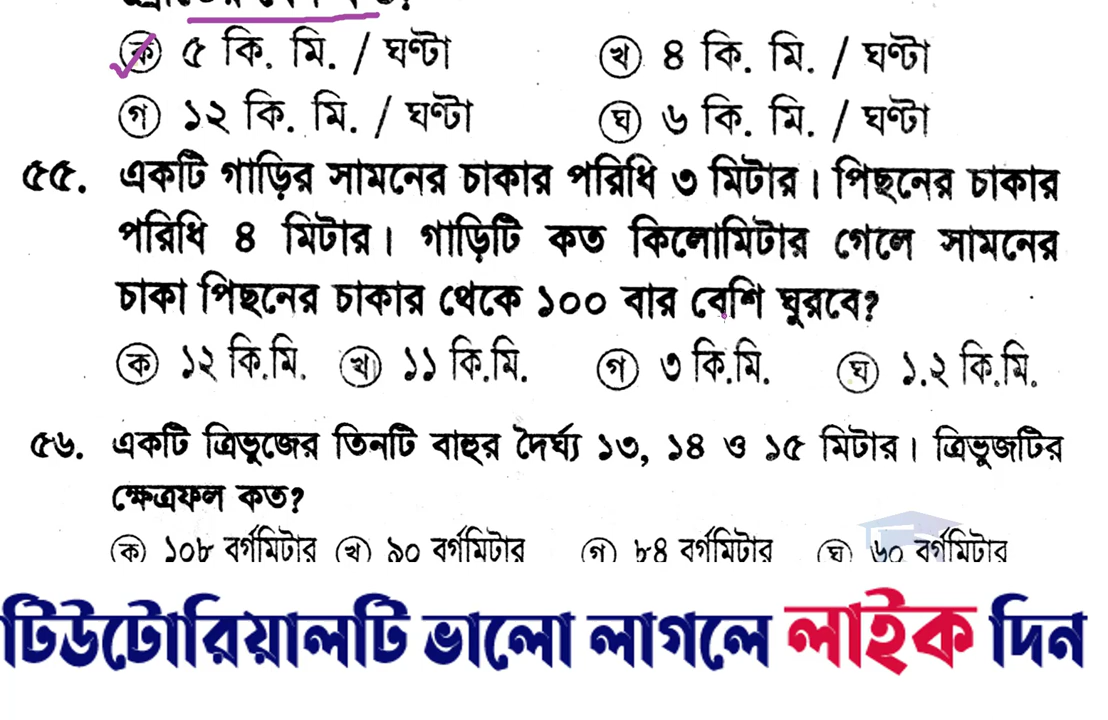 ক ৫ কি. মি. / ঘণ্টা খ ৪ কি. মি. / ঘণ্টা
গ ১২ কি. মি. / ঘণ্টা ঘ ৬ কি. মি. / ঘণ্টা
৫৫. একটি গাড়ির সামনের চাকার পরিধি ৩ মিটার। পিছনের চাকার
পরিধি ৪ মিটার। গাড়িটি কত কিলোমিটার গেলে সামনের
চাকা পিছনের চাকার থেকে ১০০ বার বেশি ঘুরবে?
ক ১২ কি.মি. খ ১১ কি.মি. গ ৩ কি.মি. ঘ ১.২ কি.মি.
৫৬. একটি ত্রিভুজের তিনটি বাহুর দৈর্ঘ্য ১৩, ১৪ ও ১৫ মিটার। ত্রিভুজটির
ক্ষেত্রফল কত?
ক ১০৮ বর্গমিটার খ ৯০ বর্গমিটার গ ৮৪ বর্গমিটার ঘ ৬০ বর্গমিটার
টিউটোরিয়ালটি ভালো লাগলে লাইক দিন